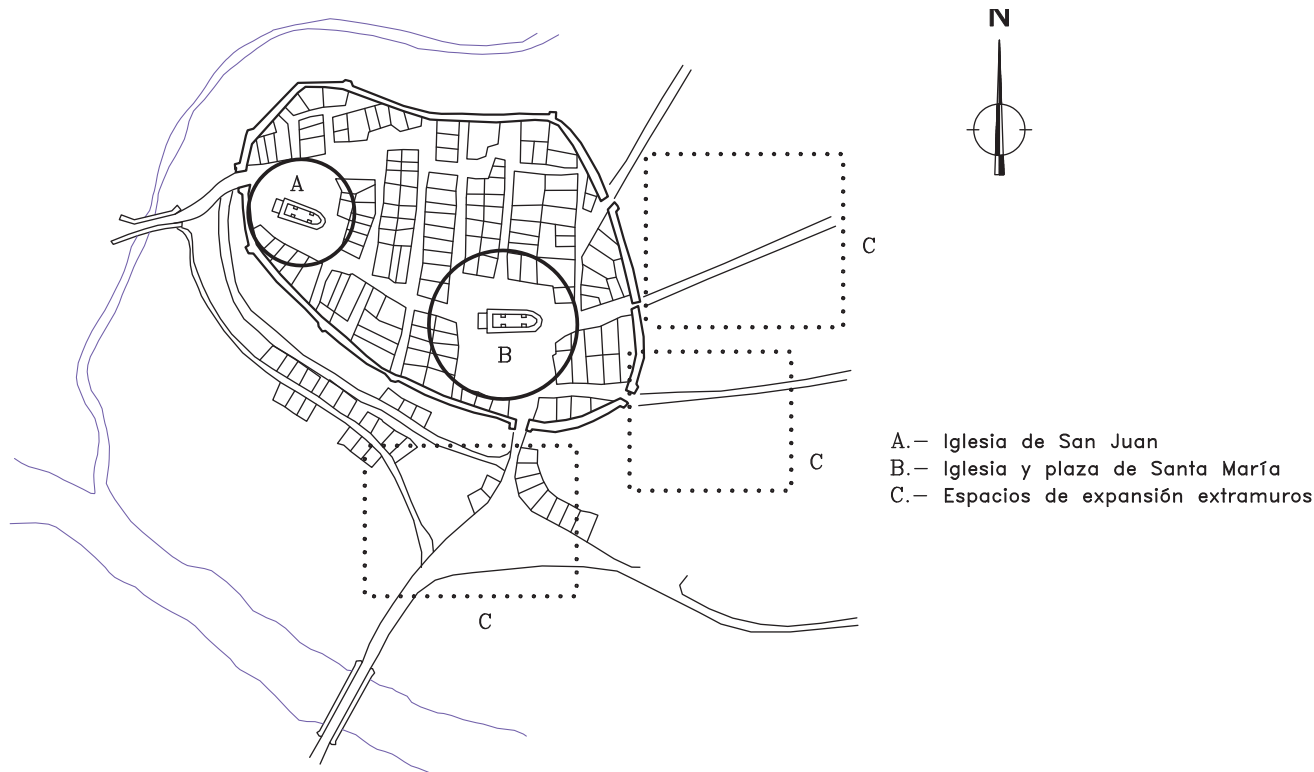 N
A
C
B
C
C
A.– Iglesia de San Juan
B.– Iglesia y plaza de Santa María
C.– Espacios de expansión extramuros